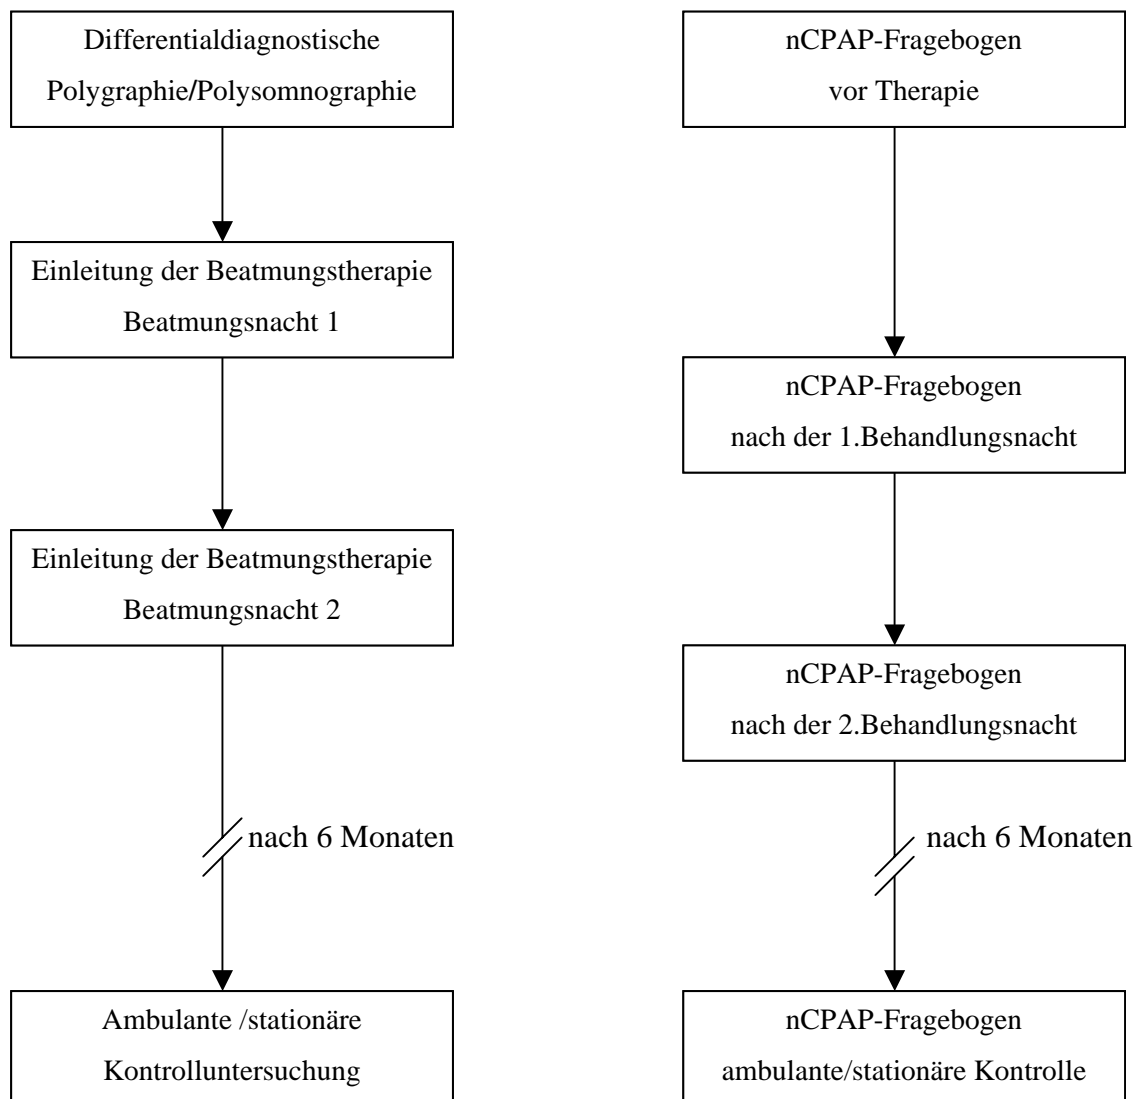 Differentialdiagnostische
Polygraphie/Polysomnographie
nCPAP-Fragebogen
vor Therapie
Einleitung der Beatmungstherapie
Beatmungsnacht 1
nCPAP-Fragebogen
nach der 1.Behandlungsnacht
Einleitung der Beatmungstherapie
Beatmungsnacht 2
nCPAP-Fragebogen
nach der 2.Behandlungsnacht
nach 6 Monaten
nach 6 Monaten
Ambulante /stationäre
Kontrolluntersuchung
nCPAP-Fragebogen
ambulante/stationäre Kontrolle